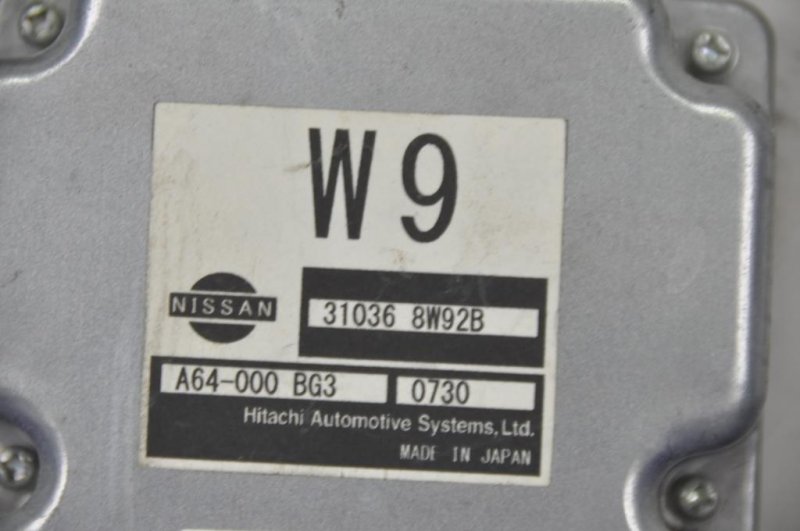 W9
NISSAN
31036 8W92B
A64-000 BG3 0730
Hitachi Automotive Systems, Ltd.
MADE IN JAPAN